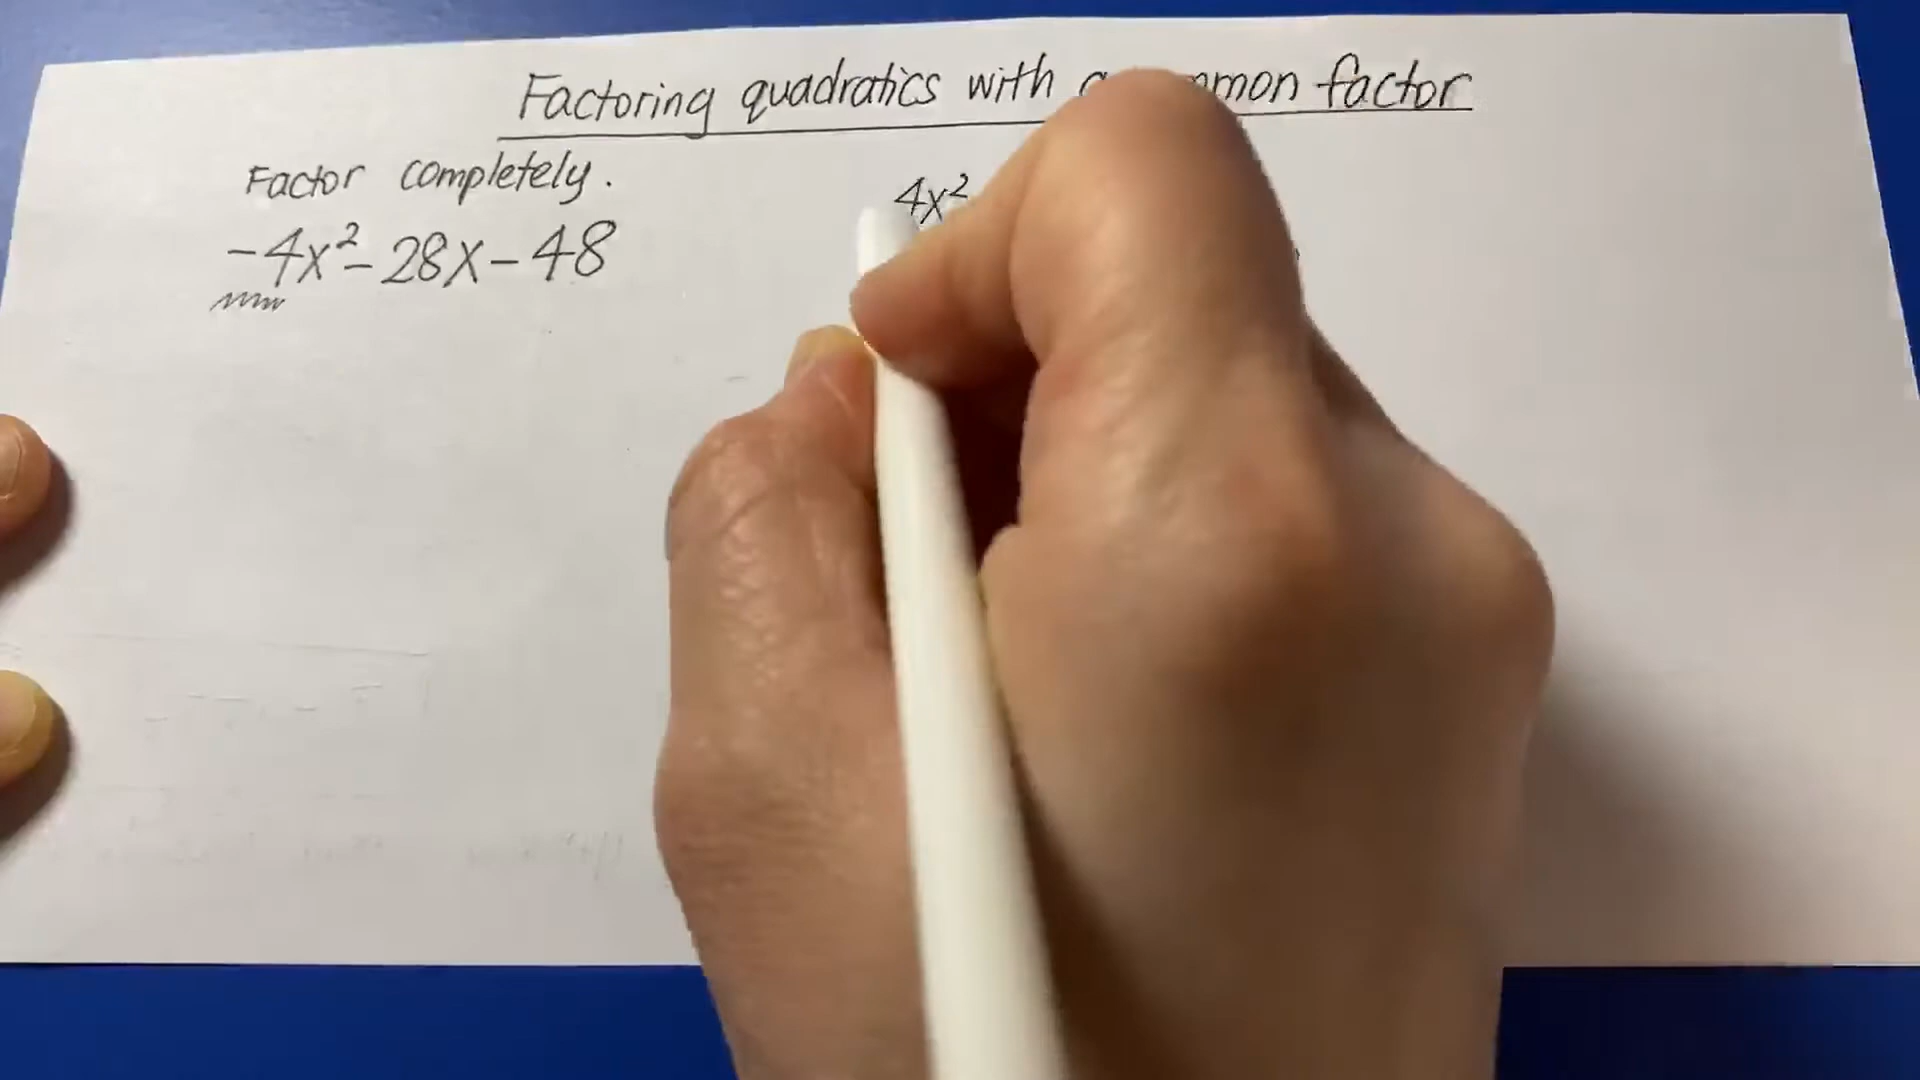 Factoring quadratics with factor
Factor completely.
-4x²- 28x - 48
4x²